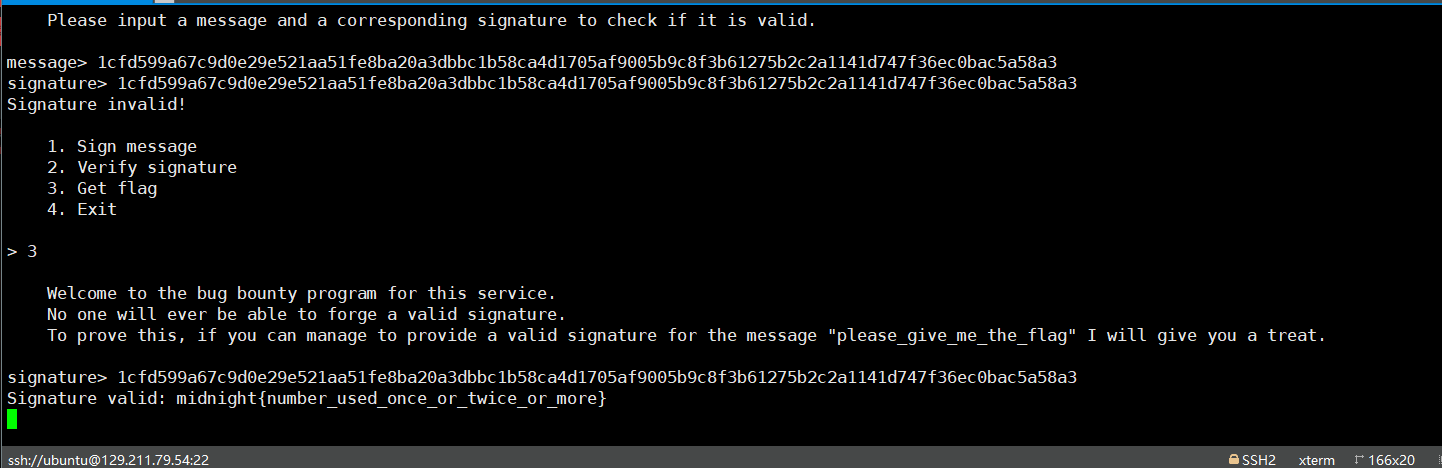 Please input a message and a corresponding signature to check if it is valid.
message> 1cfd599a67c9d0e29e521aa51fe8ba20a3dbbc1b58ca4d1705af9005b9c8f3b61275b2c2a1141d747f36ec0bac5a58a3
signature> 1cfd599a67c9d0e29e521aa51fe8ba20a3dbbc1b58ca4d1705af9005b9c8f3b61275b2c2a1141d747f36ec0bac5a58a3
Signature invalid!
1. Sign message
2. Verify signature
3. Get flag
4. Exit
> 3
Welcome to the bug bounty program for this service.
No one will ever be able to forge a valid signature.
To prove this, if you can manage to provide a valid signature for the message "please_give_me_the_flag" I will give you a treat.
signature> 1cfd599a67c9d0e29e521aa51fe8ba20a3dbbc1b58ca4d1705af9005b9c8f3b61275b2c2a1141d747f36ec0bac5a58a3
Signature valid: midnight{number_used_once_or_twice_or_more}
ssh://ubuntu@129.211.79.54:22 SSH2 xterm 166x20